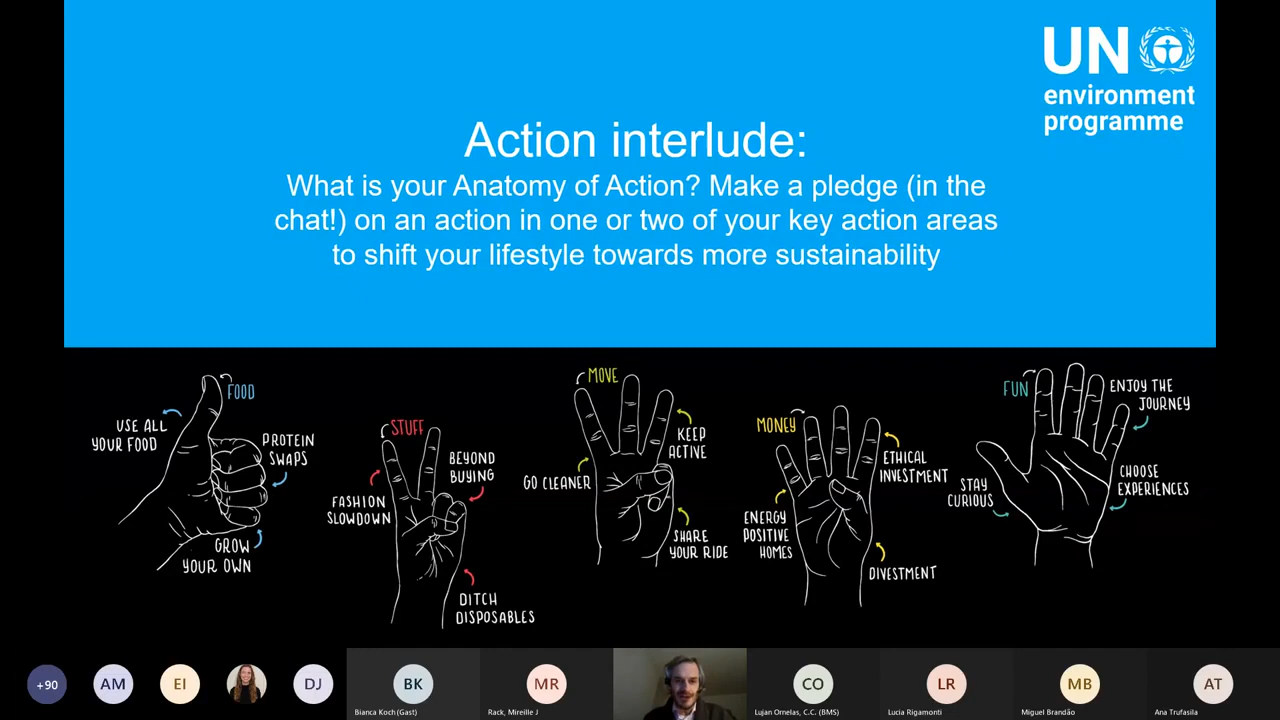 UN
environment
programme
Action interlude:
What is your Anatomy of Action? Make a pledge (in the
chat!) on an action in one or two of your key action areas
to shift your lifestyle towards more sustainability
FOOD
USE ALL
YOUR FOOD
PROTEIN
SWAPS
GROW
YOUR OWN
STUFF
BEYOND
BUYING
FASHION
SLOWDOWN
DITCH
DISPOSABLES
MOVE
KEEP
ACTIVE
GO CLEANER
SHARE
YOUR RIDE
MONEY
ETHICAL
INVESTMENT
ENERGY
POSITIVE
HOMES
DIVESTMENT
FUN
ENJOY THE
JOURNEY
STAY
CURIOUS
CHOOSE
EXPERIENCES
+90
AM
EI
DJ
BK
Bianca Koch (Gast)
MR
Rack, Mireille J
CO
Lujan Ornelas, C.C. (BMS)
LR
Lucia Rigamonti
MB
Miguel Brandão
AT
Ana Trufasila